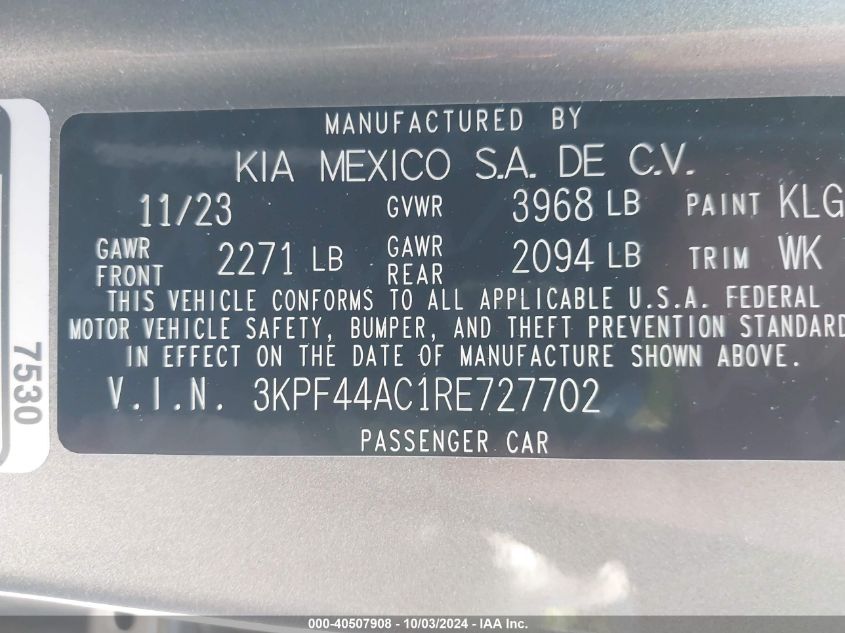 MANUFACTURED BY
KIA MEXICO S.A. DE C.V.
11/23 GVWR 3968 LB PAINT KLG
GAWR FRONT 2271 LB GAWR REAR 2094 LB TRIM WK
THIS VEHICLE CONFORMS TO ALL APPLICABLE U.S.A. FEDERAL
MOTOR VEHICLE SAFETY, BUMPER, AND THEFT PREVENTION STANDARD
IN EFFECT ON THE DATE OF MANUFACTURE SHOWN ABOVE.
V.I.N. 3KPF44AC1RE727702
PASSENGER CAR
7530
000-40507908 - 10/03/2024 - IAA Inc.